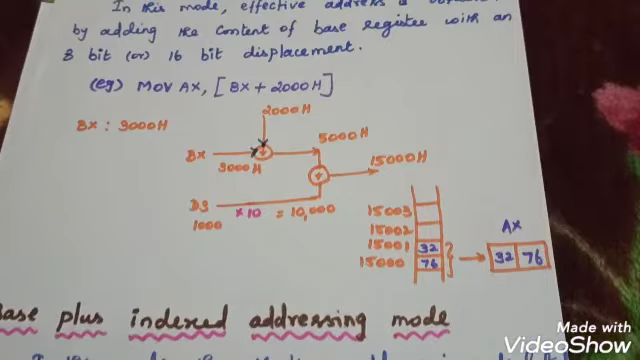 In this mode, effective address is
by adding the content of base register with an
8 bit (or) 16 bit displacement.
(eg) MOV AX, [BX + 2000H]
2000H
BX : 3000H
5000H
BX
3000H
+
15000H
+
DS
×10 = 10,000
1000
15003
15002
15001 32
15000 76
AX
32 76
Base plus indexed addressing mode
Made with
VideoShow